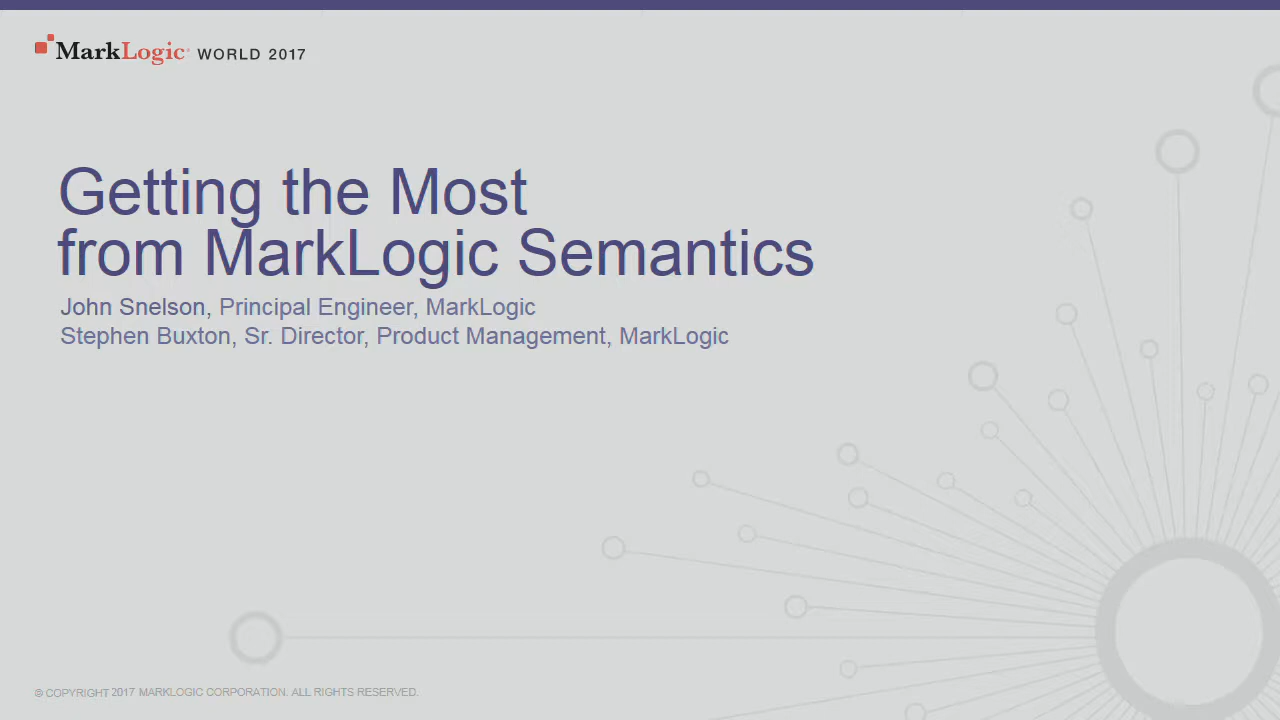 MarkLogic WORLD 2017
Getting the Most
from MarkLogic Semantics
John Snelson, Principal Engineer, MarkLogic
Stephen Buxton, Sr. Director, Product Management, MarkLogic
© COPYRIGHT 2017 MARKLOGIC CORPORATION. ALL RIGHTS RESERVED.